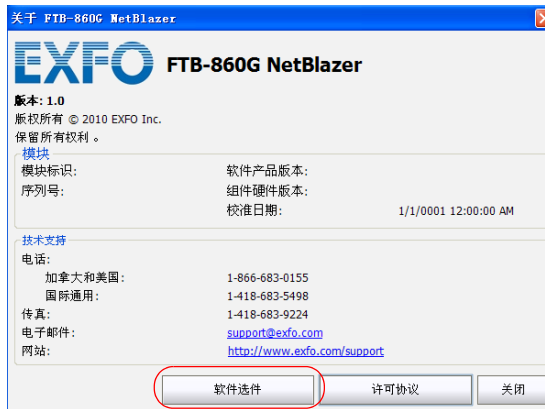 关于 FTB-860G NetBlazer
EXFO FTB-860G NetBlazer
版本: 1.0
版权所有 © 2010 EXFO Inc.
保留所有权利 。
模块
模块标识: 软件产品版本:
序列号: 组件硬件版本:
校准日期: 1/1/0001 12:00:00 AM
技术支持
电话:
加拿大和美国: 1-866-683-0155
国际通用: 1-418-683-5498
传真: 1-418-683-9224
电子邮件: support@exfo.com
网站: http://www.exfo.com/support
软件选件 许可协议 关闭